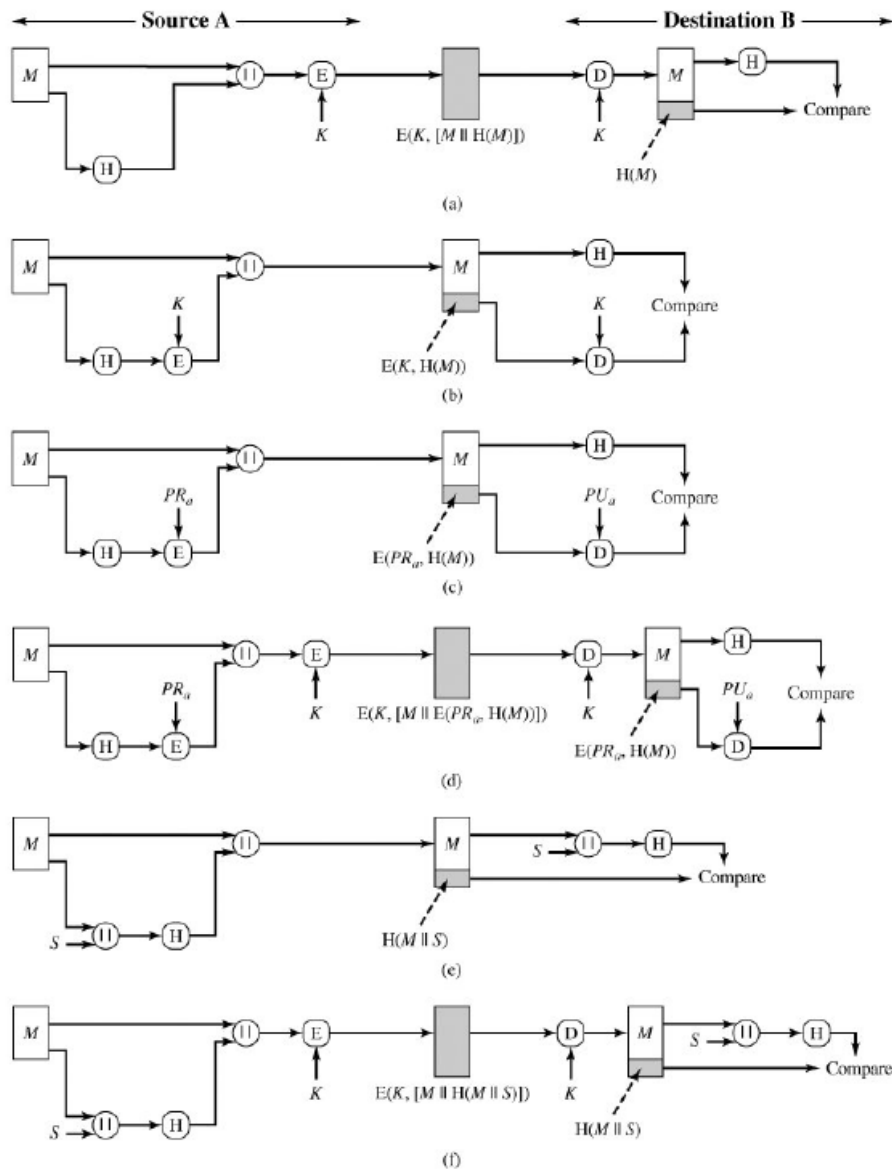 Source A
Destination B
M
||
E
D
M
H
Compare
K
E(K, [M || H(M)])
K
H
H(M)
(a)
M
||
M
H
K
K
Compare
H
E
D
E(K, H(M))
(b)
M
||
M
H
PRa
PUa
Compare
H
E
D
E(PRa, H(M))
(c)
M
||
E
D
M
H
PRa
K
E(K, [M || E(PRa, H(M))])
K
PUa
Compare
H
E
E(PRa, H(M))
D
(d)
M
||
M
S
||
H
Compare
S
||
H
H(M || S)
(e)
M
||
E
D
M
S
||
H
Compare
K
E(K, [M || H(M || S)])
K
S
||
H
H(M || S)
(f)